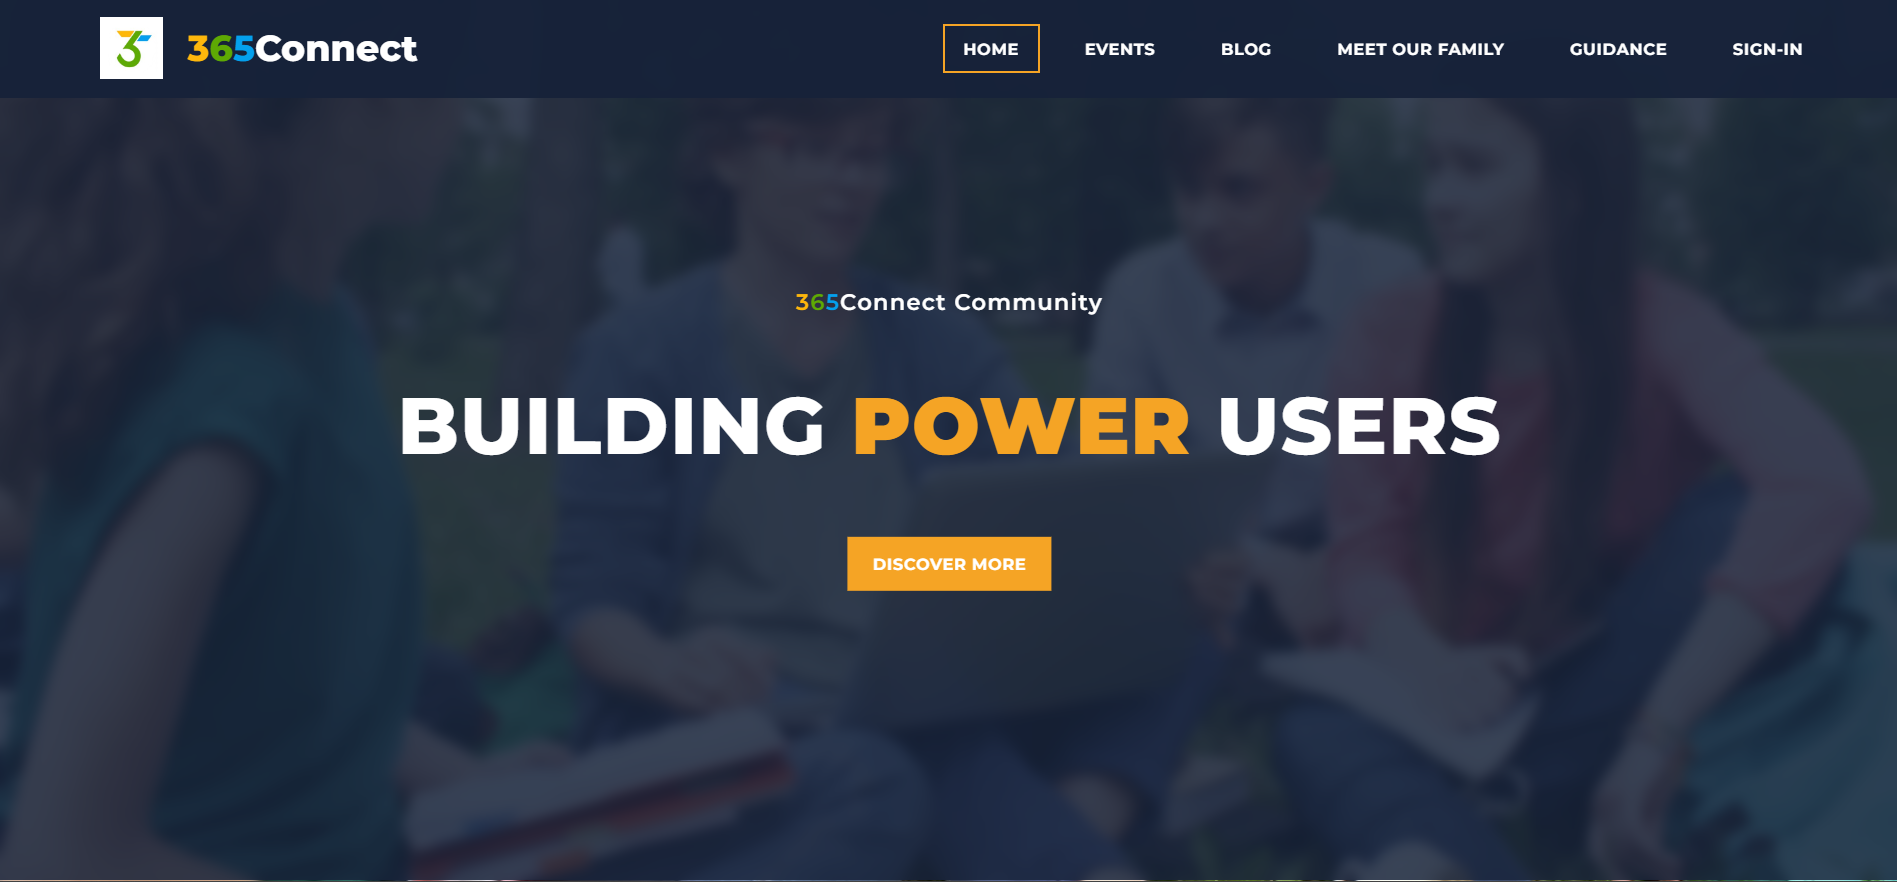 365Connect
HOME EVENTS BLOG MEET OUR FAMILY GUIDANCE SIGN-IN
365Connect Community
BUILDING POWER USERS
DISCOVER MORE